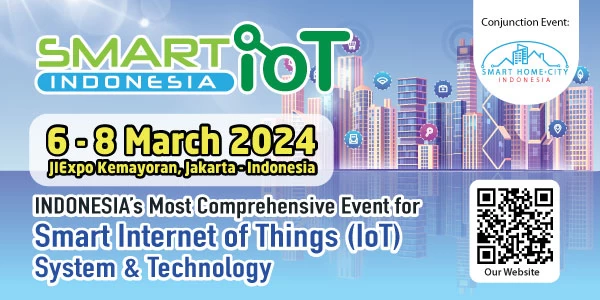 SMART IoT
INDONESIA
Conjunction Event:
SMART HOME+CITY
INDONESIA
6 - 8 March 2024
JIExpo Kemayoran, Jakarta - Indonesia
INDONESIA's Most Comprehensive Event for
Smart Internet of Things (IoT)
System & Technology
Our Website